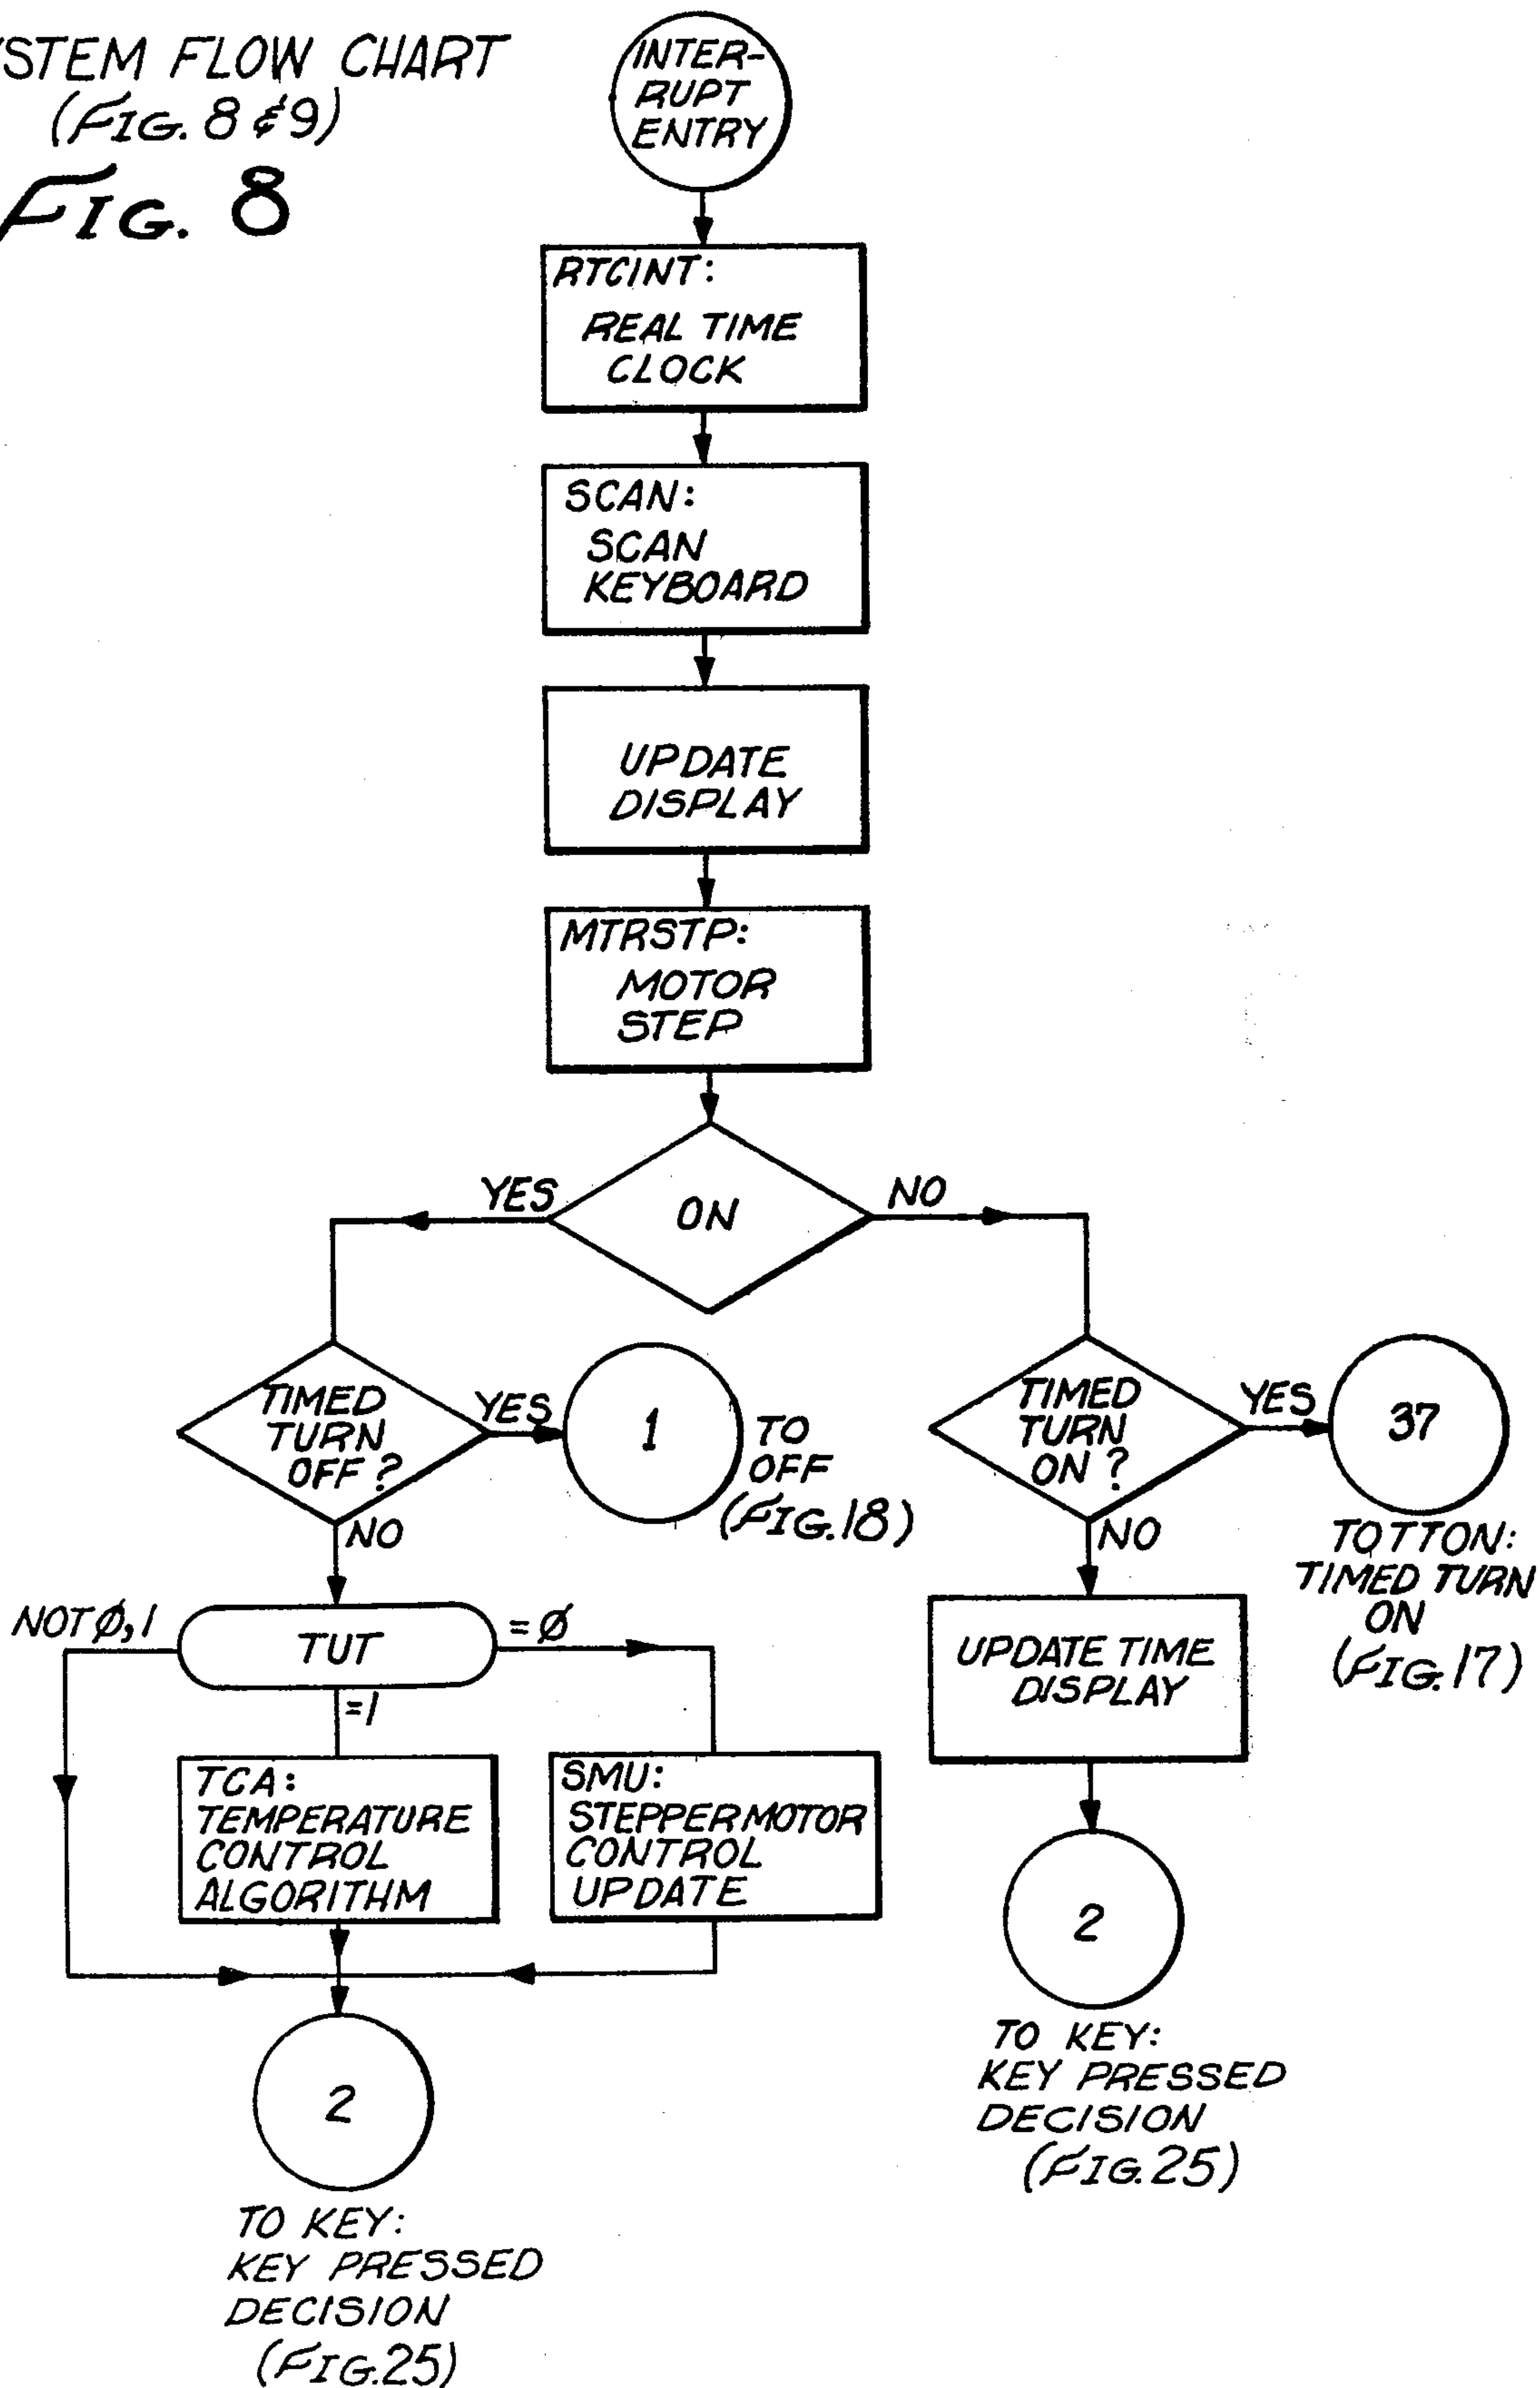 YSTEM FLOW CHART
(FIG. 8 & 9)
FIG. 8
INTER-
RUPT
ENTRY
RTCINT:
REAL TIME
CLOCK
SCAN:
SCAN
KEYBOARD
UPDATE
DISPLAY
MTRSTP:
MOTOR
STEP
YES
ON
NO
TIMED
TURN
OFF?
YES
1
TO
OFF
(FIG.18)
NO
TIMED
TURN
ON?
YES
37
TO TTON:
TIMED TURN
ON
(FIG.17)
NO
NOT Ø,1
TUT
=Ø
=1
UPDATE TIME
DISPLAY
TCA:
TEMPERATURE
CONTROL
ALGORITHM
SMU:
STEPPER MOTOR
CONTROL
UPDATE
2
TO KEY:
KEY PRESSED
DECISION
(FIG.25)
2
TO KEY:
KEY PRESSED
DECISION
(FIG.25)